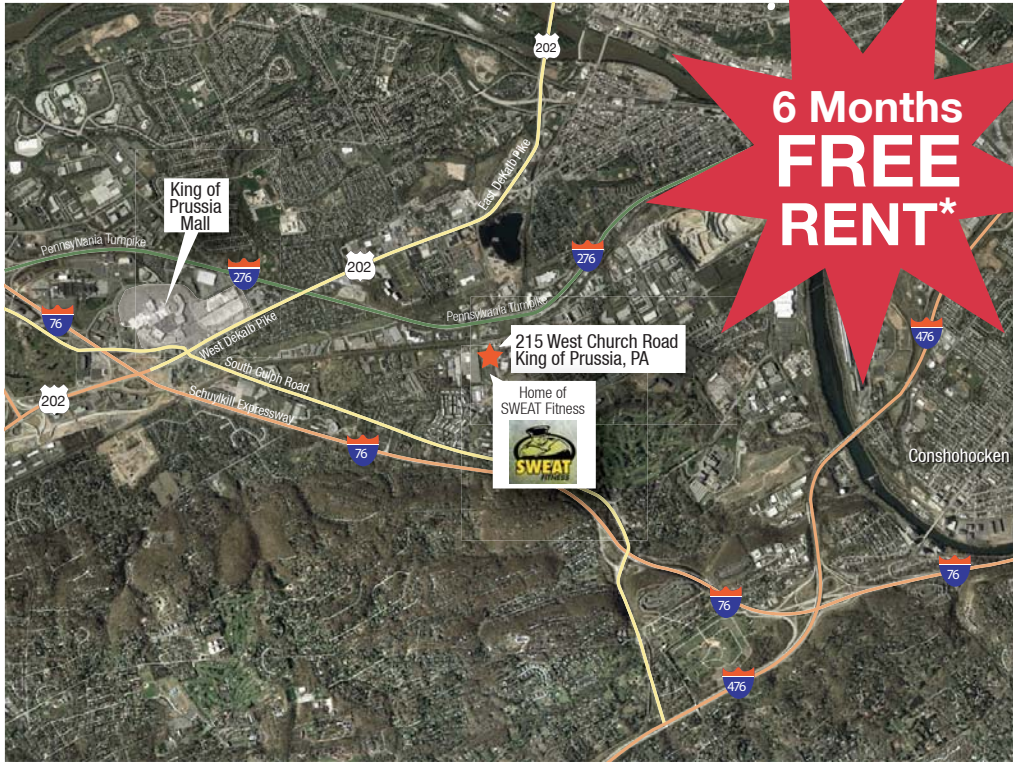 202
6 Months
FREE
RENT*
East DeKalb Pike
King of
Prussia
Mall
Pennsylvania Turnpike
276
202
276
76
Pennsylvania Turnpike
West Dekalb Pike
215 West Church Road
King of Prussia, PA
476
South Gulph Road
202
Schuylkill Expressway
Home of
SWEAT Fitness
SWEAT
FITNESS
76
Conshohocken
76
76
476